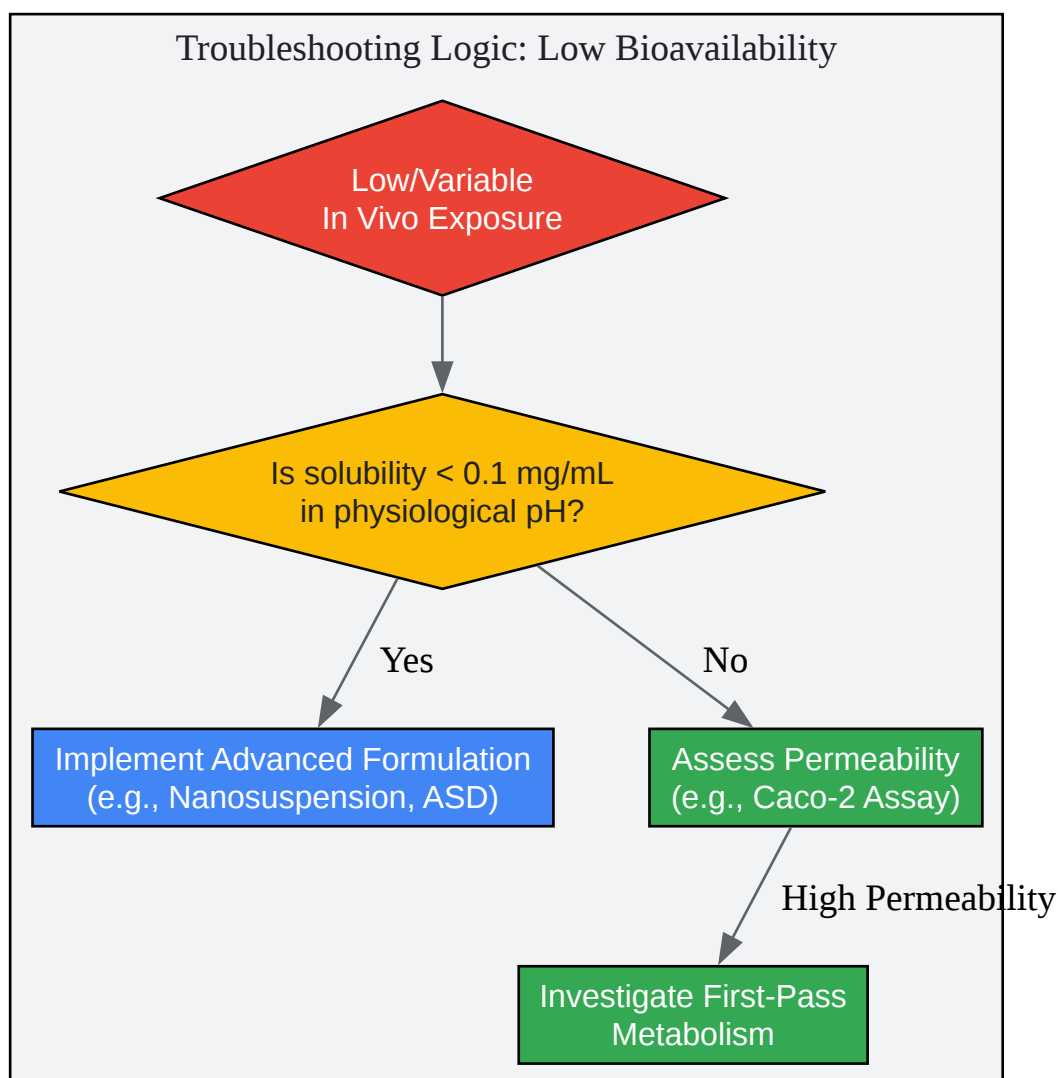 Troubleshooting Logic: Low Bioavailability
Low/Variable
In Vivo Exposure
Is solubility < 0.1 mg/mL
in physiological pH?
Yes
No
Implement Advanced Formulation
(e.g., Nanosuspension, ASD)
Assess Permeability
(e.g., Caco-2 Assay)
High Permeability
Investigate First-Pass
Metabolism